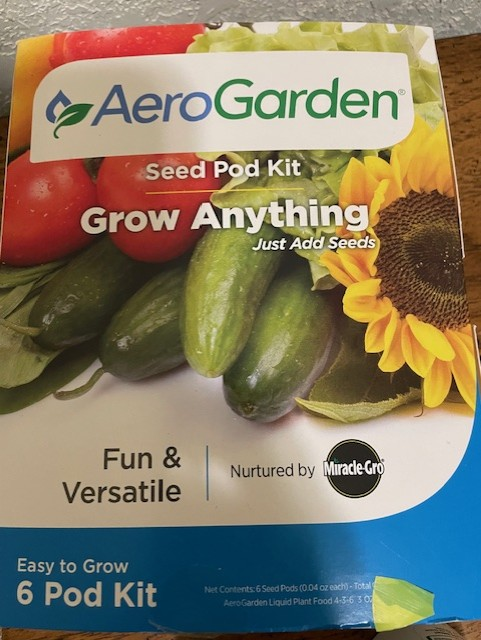 AeroGarden®
Seed Pod Kit
Grow Anything
Just Add Seeds
Fun &
Versatile
Nurtured by Miracle-Gro®
Easy to Grow
6 Pod Kit
Net Contents: 6 Seed Pods (0.04 oz each) - Total
AeroGarden Liquid Plant Food 4-3-6 3 OZ